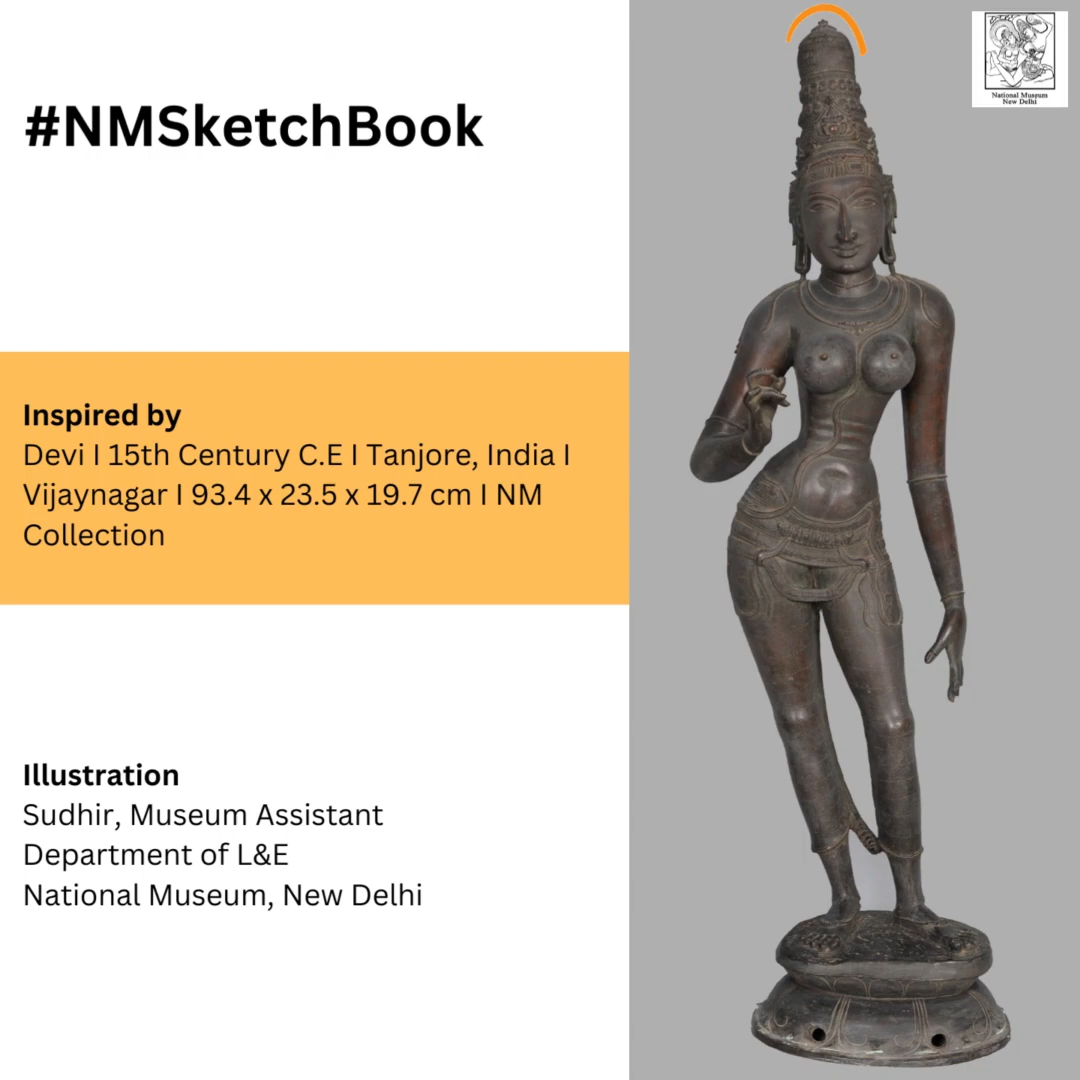 #NMSketchBook
Inspired by
Devi I 15th Century C.E I Tanjore, India I
Vijaynagar I 93.4 x 23.5 x 19.7 cm I NM
Collection
Illustration
Sudhir, Museum Assistant
Department of L&E
National Museum, New Delhi
National Museum
New Delhi